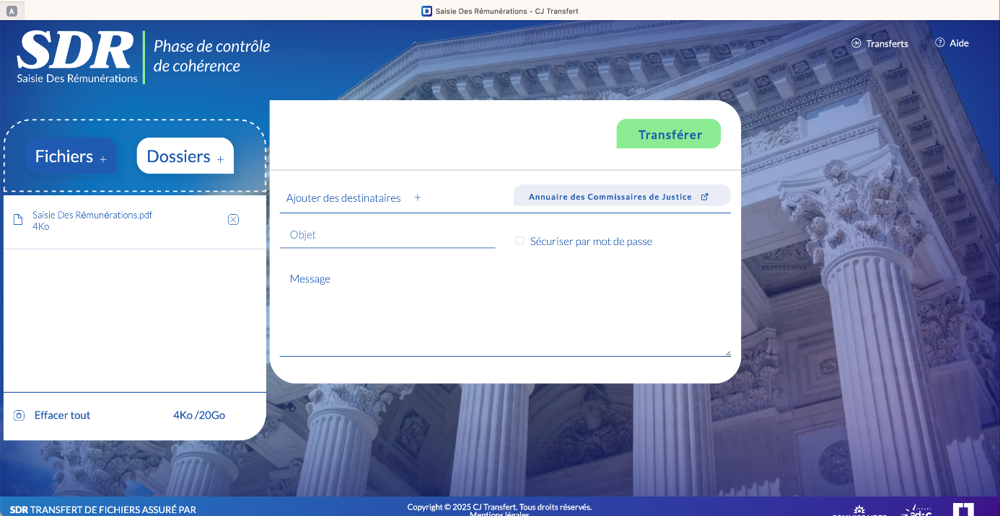 A
Saisie Des Rémunérations – CJ Transfert
SDR
Saisie Des Rémunérations
Phase de contrôle
de cohérence
Transferts
? Aide
Fichiers +
Dossiers +
Transférer
Saisie Des Rémunérations.pdf
4Ko
Ajouter des destinataires +
Annuaire des Commissaires de Justice
Objet
Sécuriser par mot de passe
Message
Effacer tout
4Ko /20Go
SDR TRANSFERT DE FICHIERS ASSURÉ PAR
Copyright © 2025 CJ Transfert. Tous droits réservés.
Mentions légales